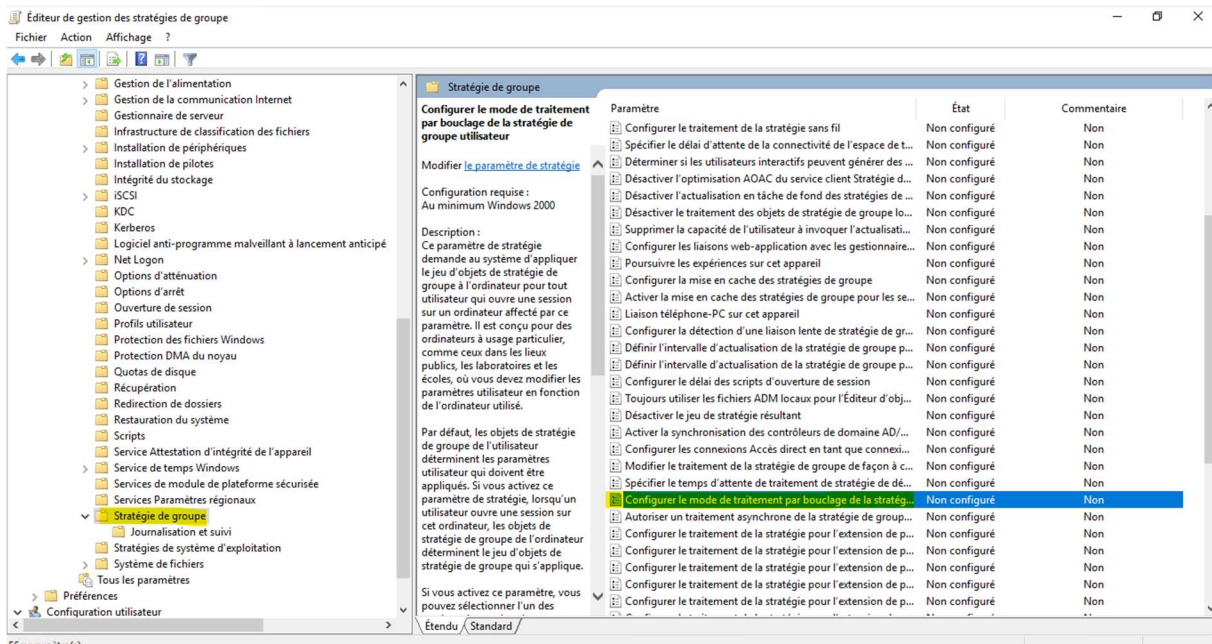 Éditeur de gestion des stratégies de groupe
Fichier Action Affichage ?
Gestion de l'alimentation
Gestion de la communication Internet
Gestionnaire de serveur
Infrastructure de classification des fichiers
Installation de périphériques
Installation de pilotes
Intégrité du stockage
iSCSI
KDC
Kerberos
Logiciel anti-programme malveillant à lancement anticipé
Net Logon
Options d'atténuation
Options d'arrêt
Ouverture de session
Profils utilisateur
Protection des fichiers Windows
Protection DMA du noyau
Quotas de disque
Récupération
Redirection de dossiers
Restauration du système
Scripts
Service Attestation d'intégrité de l'appareil
Service de temps Windows
Services de module de plateforme sécurisée
Services Paramètres régionaux
Stratégie de groupe
Journalisation et suivi
Stratégies de système d'exploitation
Système de fichiers
Tous les paramètres
Préférences
Configuration utilisateur
Stratégie de groupe
Configurer le mode de traitement
par bouclage de la stratégie de
groupe utilisateur
Modifier le paramètre de stratégie
Configuration requise :
Au minimum Windows 2000
Description :
Ce paramètre de stratégie
demande au système d'appliquer
le jeu d'objets de stratégie de
groupe à l'ordinateur pour tout
utilisateur qui ouvre une session
sur un ordinateur affecté par ce
paramètre. Il est conçu pour des
ordinateurs à usage particulier,
comme ceux dans les lieux
publics, les laboratoires et les
écoles, où vous devez modifier les
paramètres utilisateur en fonction
de l'ordinateur utilisé.
Par défaut, les objets de stratégie
de groupe de l'utilisateur
déterminent les paramètres
utilisateur qui doivent être
appliqués. Si vous activez ce
paramètre de stratégie, lorsqu'un
utilisateur ouvre une session sur
cet ordinateur, les objets de
stratégie de groupe de l'ordinateur
déterminent le jeu d'objets de
stratégie de groupe qui s'applique.
Si vous activez ce paramètre, vous
pouvez sélectionner l'un des
Paramètre État Commentaire
Configurer le traitement de la stratégie sans fil Non configuré Non
Spécifier le délai d'attente de la connectivité de l'espace de t... Non configuré Non
Déterminer si les utilisateurs interactifs peuvent générer des ... Non configuré Non
Désactiver l'optimisation AOAC du service client Stratégie d... Non configuré Non
Désactiver l'actualisation en tâche de fond des stratégies de ... Non configuré Non
Désactiver le traitement des objets de stratégie de groupe lo... Non configuré Non
Supprimer la capacité de l'utilisateur à invoquer l'actualisati... Non configuré Non
Configurer les liaisons web-application avec les gestionnaire... Non configuré Non
Poursuivre les expériences sur cet appareil Non configuré Non
Configurer la mise en cache des stratégies de groupe Non configuré Non
Activer la mise en cache des stratégies de groupe pour les se... Non configuré Non
Liaison téléphone-PC sur cet appareil Non configuré Non
Configurer la détection d'une liaison lente de stratégie de gr... Non configuré Non
Définir l'intervalle d'actualisation de la stratégie de groupe p... Non configuré Non
Définir l'intervalle d'actualisation de la stratégie de groupe p... Non configuré Non
Configurer le délai des scripts d'ouverture de session Non configuré Non
Toujours utiliser les fichiers ADM locaux pour l'Éditeur d'obj... Non configuré Non
Désactiver le jeu de stratégie résultant Non configuré Non
Activer la synchronisation des contrôleurs de domaine AD/... Non configuré Non
Configurer les connexions Accès direct en tant que connexi... Non configuré Non
Modifier le traitement de la stratégie de groupe de façon à c... Non configuré Non
Spécifier le temps d'attente de traitement de stratégie de dé... Non configuré Non
Configurer le mode de traitement par bouclage de la stratég... Non configuré Non
Autoriser un traitement asynchrone de la stratégie de group... Non configuré Non
Configurer le traitement de la stratégie pour l'extension de p... Non configuré Non
Configurer le traitement de la stratégie pour l'extension de p... Non configuré Non
Configurer le traitement de la stratégie pour l'extension de p... Non configuré Non
Configurer le traitement de la stratégie pour l'extension de p... Non configuré Non
Configurer le traitement de la stratégie pour l'extension de p... Non configuré Non
Étendu Standard